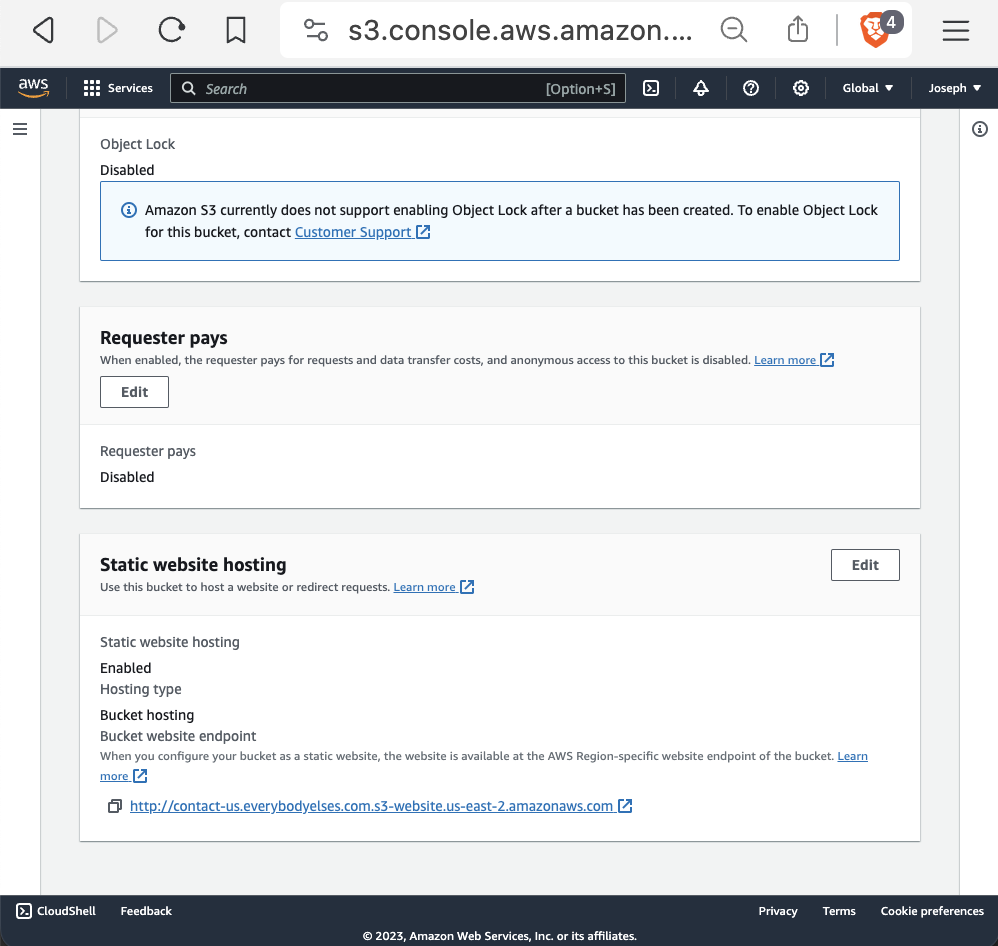 s3.console.aws.amazon.... 4
aws Services Search [Option+S] Global Joseph
Object Lock
Disabled
Amazon S3 currently does not support enabling Object Lock after a bucket has been created. To enable Object Lock
for this bucket, contact Customer Support
Requester pays
When enabled, the requester pays for requests and data transfer costs, and anonymous access to this bucket is disabled. Learn more
Edit
Requester pays
Disabled
Static website hosting
Edit
Use this bucket to host a website or redirect requests. Learn more
Static website hosting
Enabled
Hosting type
Bucket hosting
Bucket website endpoint
When you configure your bucket as a static website, the website is available at the AWS Region-specific website endpoint of the bucket. Learn
more
http://contact-us.everybodyelses.com.s3-website.us-east-2.amazonaws.com
CloudShell Feedback Privacy Terms Cookie preferences
© 2023, Amazon Web Services, Inc. or its affiliates.